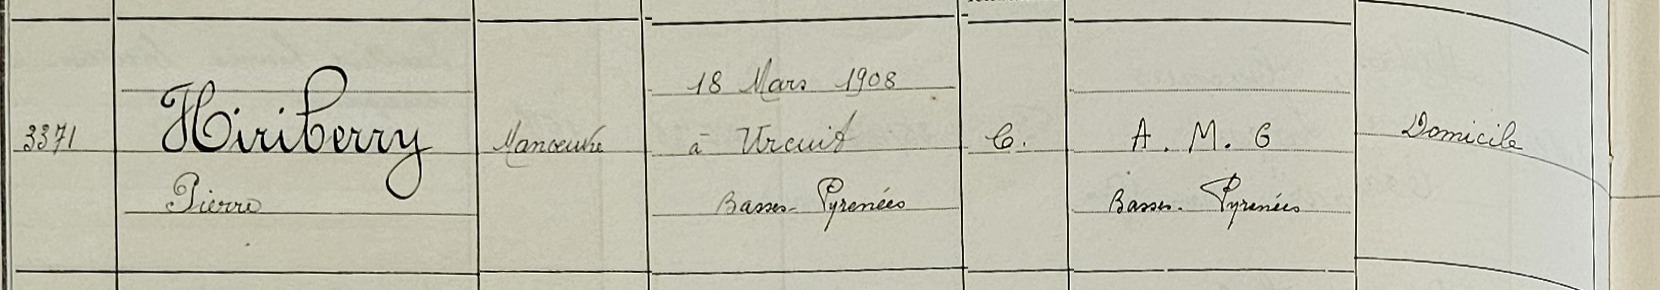 18 Mars 1908
3371 Hiriberry Manœuvre à Urcuit C. A. M. G Domicile
Pierre Basses-Pyrénées Basses-Pyrénées